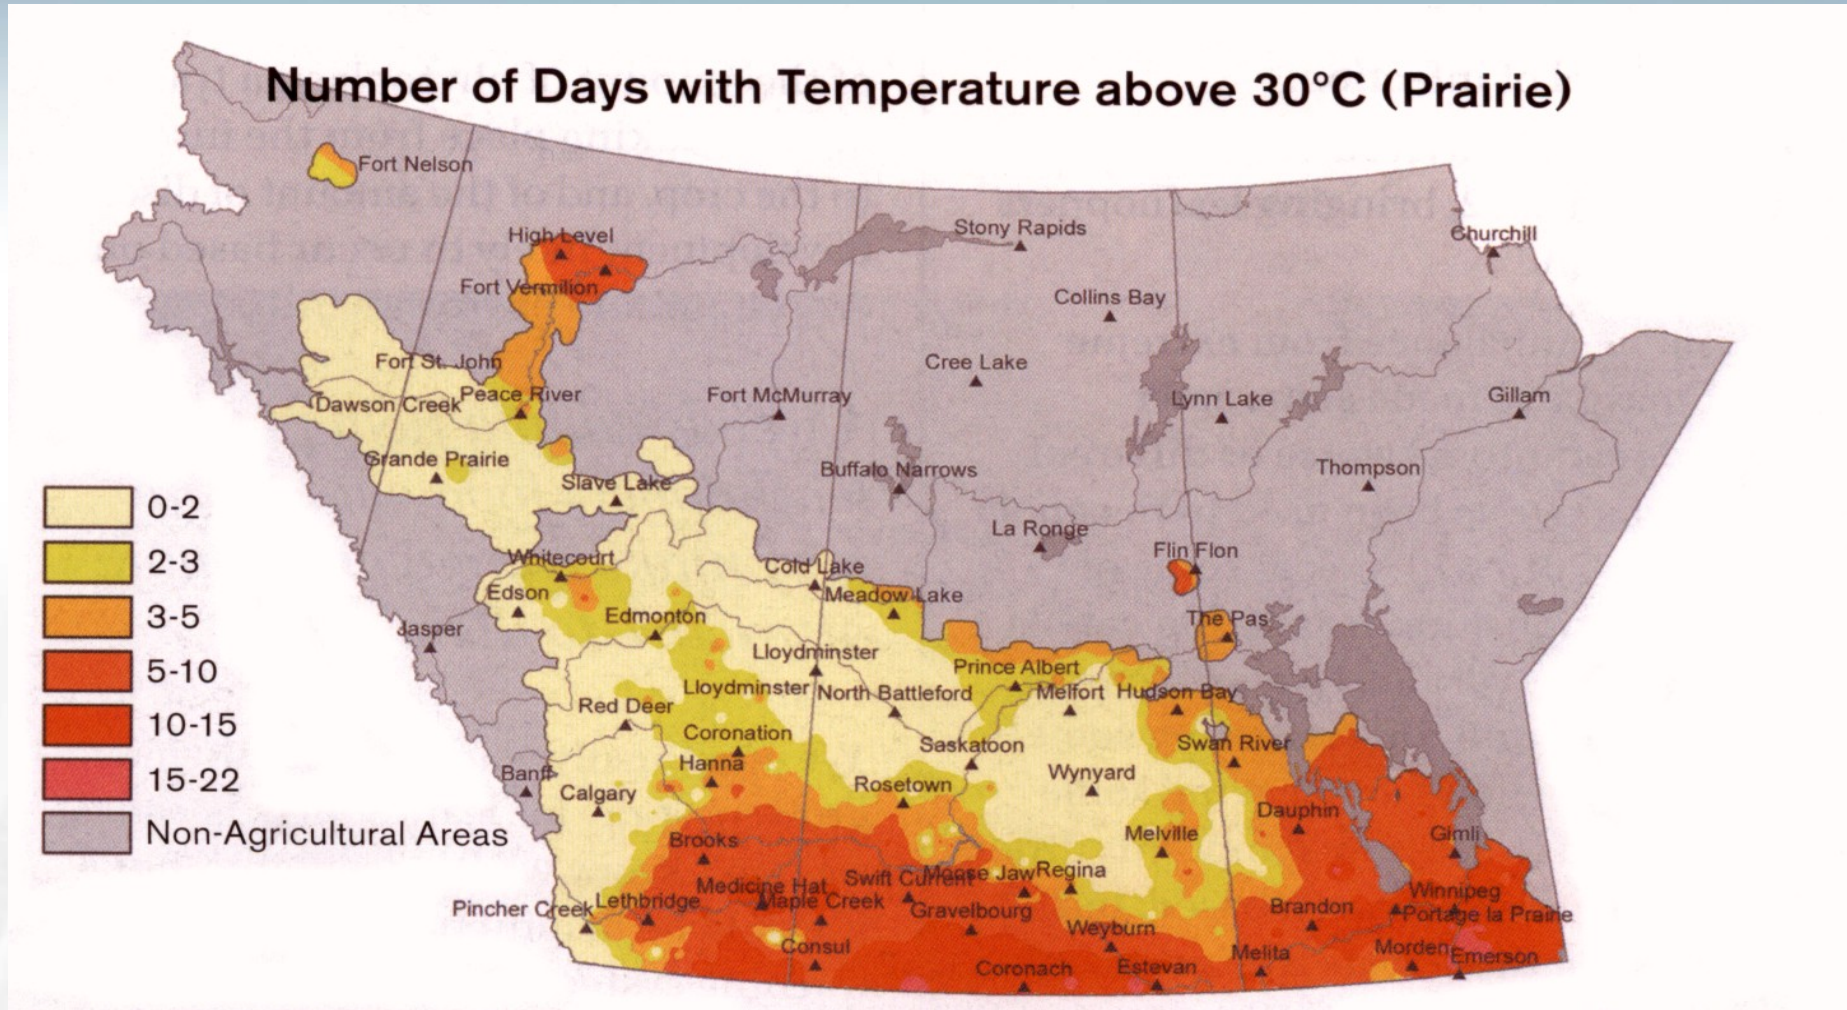 Number of Days with Temperature above 30°C (Prairie)
Fort Nelson
High Level
Stony Rapids
Churchill
Fort Vermilion
Collins Bay
Fort St. John
Cree Lake
Peace River
Fort McMurray
Lynn Lake
Gillam
Dawson Creek
Grande Prairie
Buffalo Narrows
Thompson
Slave Lake
0-2
La Ronge
Flin Flon
Whitecourt
Cold Lake
2-3
Edson
Meadow Lake
Edmonton
The Pas
3-5
Jasper
Lloydminster
Prince Albert
5-10
Lloydminster
North Battleford
Melfort
Hudson Bay
Red Deer
10-15
Coronation
Saskatoon
Swan River
Hanna
Banff
Wynyard
15-22
Calgary
Rosetown
Dauphin
Non-Agricultural Areas
Brooks
Melville
Gimli
Moose Jaw
Regina
Medicine Hat
Swift Current
Winnipeg
Pincher Creek
Lethbridge
Maple Creek
Gravelbourg
Brandon
Portage la Prairie
Weyburn
Consul
Melita
Morden
Emerson
Coronach
Estevan